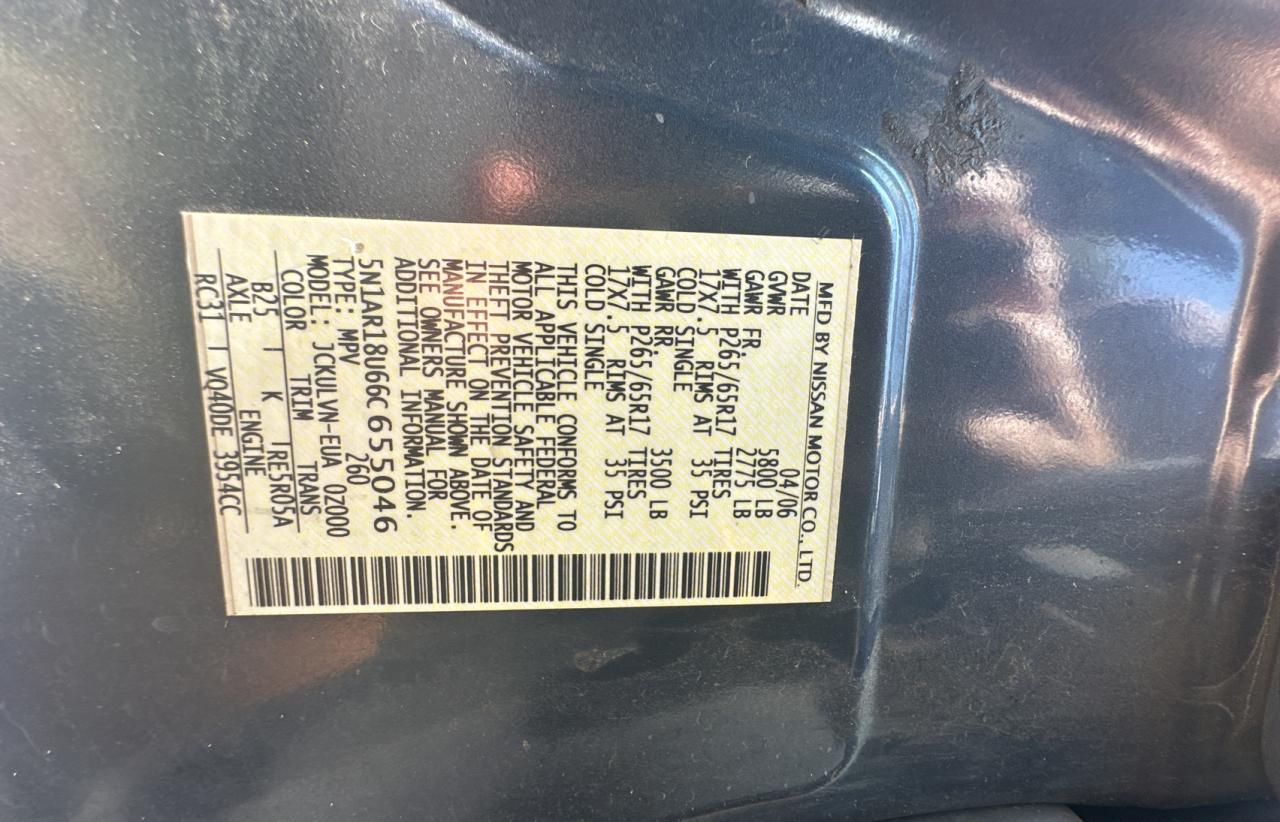 MFD BY NISSAN MOTOR CO., LTD.
DATE 04/06
GVWR 5800 LB
GAWR FR. 2775 LB
WITH P265/65R17 TIRES
17X7.5 RIMS AT 35 PSI
COLD SINGLE
GAWR RR. 3500 LB
WITH P265/65R17 TIRES
17X7.5 RIMS AT 35 PSI
COLD SINGLE
THIS VEHICLE CONFORMS TO
ALL APPLICABLE FEDERAL
MOTOR VEHICLE SAFETY AND
THEFT PREVENTION STANDARDS
IN EFFECT ON THE DATE OF
MANUFACTURE SHOWN ABOVE.
SEE OWNERS MANUAL FOR
ADDITIONAL INFORMATION.
5N1AR18U66C655046
TYPE: MPV 260
MODEL: JCKULVN-EUA 0Z000
COLOR TRIM TRANS
B25 K TRE5R05A
AXLE ENGINE
RC31 VQ40DE 3954CC